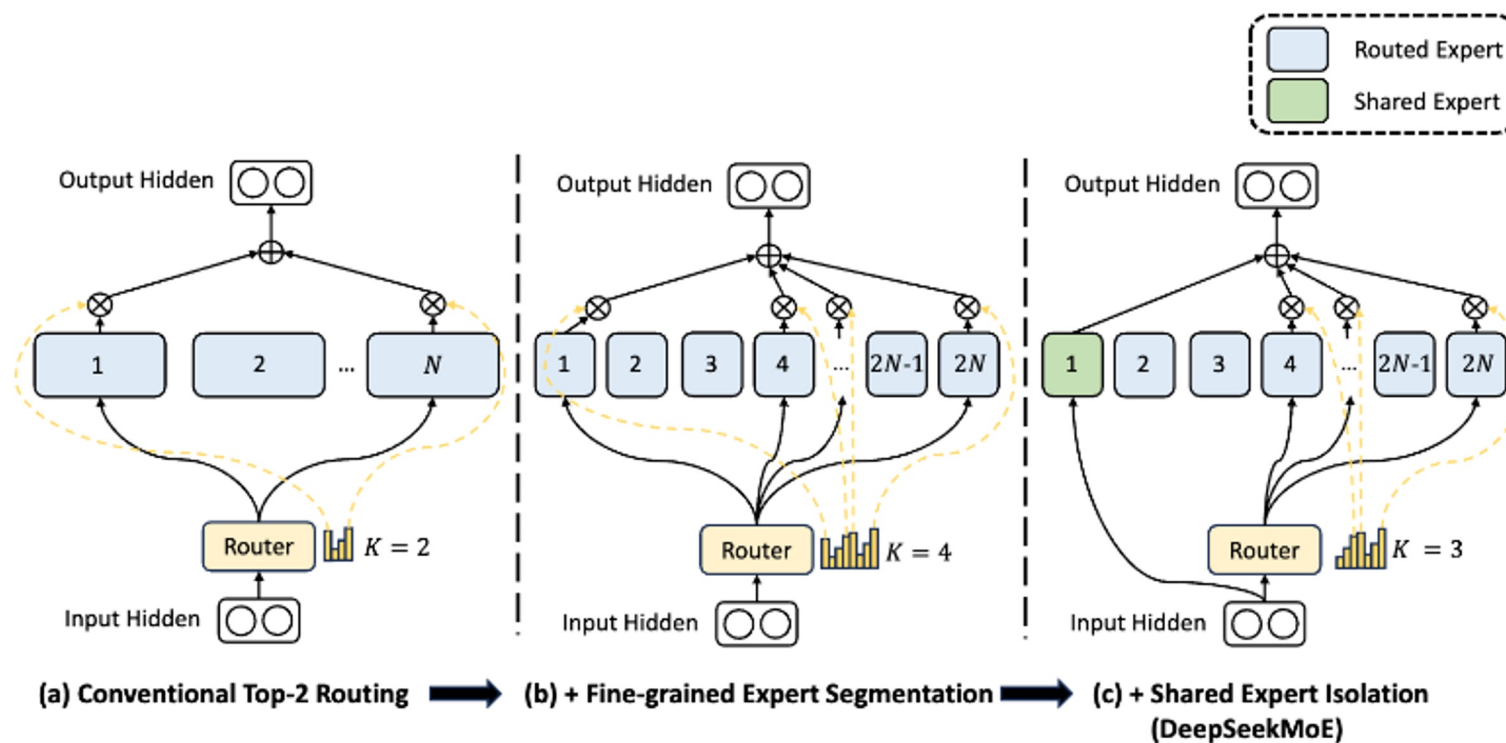 Routed Expert
Shared Expert
Output Hidden
1
2
...
N
Router
K = 2
Input Hidden
(a) Conventional Top-2 Routing
Output Hidden
1
2
3
4
...
2N-1
2N
Router
K = 4
Input Hidden
(b) + Fine-grained Expert Segmentation
Output Hidden
1
2
3
4
...
2N-1
2N
Router
K = 3
Input Hidden
(c) + Shared Expert Isolation
(DeepSeekMoE)